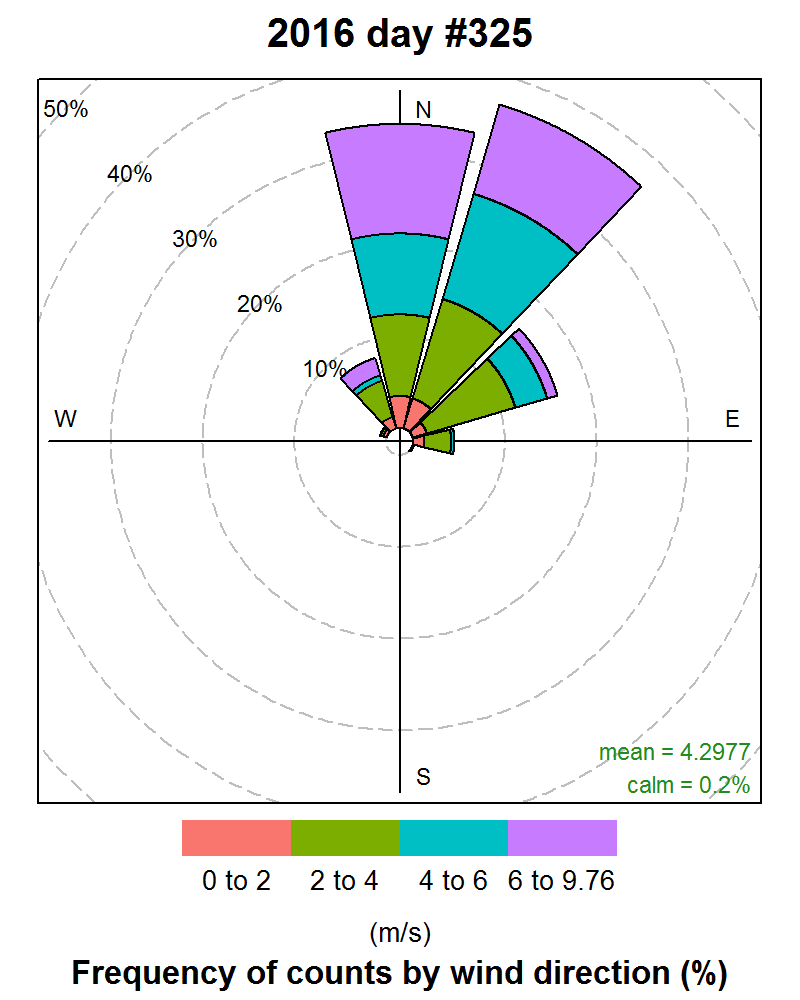 2016 day #325
50%
N
40%
30%
20%
10%
W
E
mean = 4.2977
S
calm = 0.2%
0 to 2
2 to 4
4 to 6
6 to 9.76
(m/s)
Frequency of counts by wind direction (%)